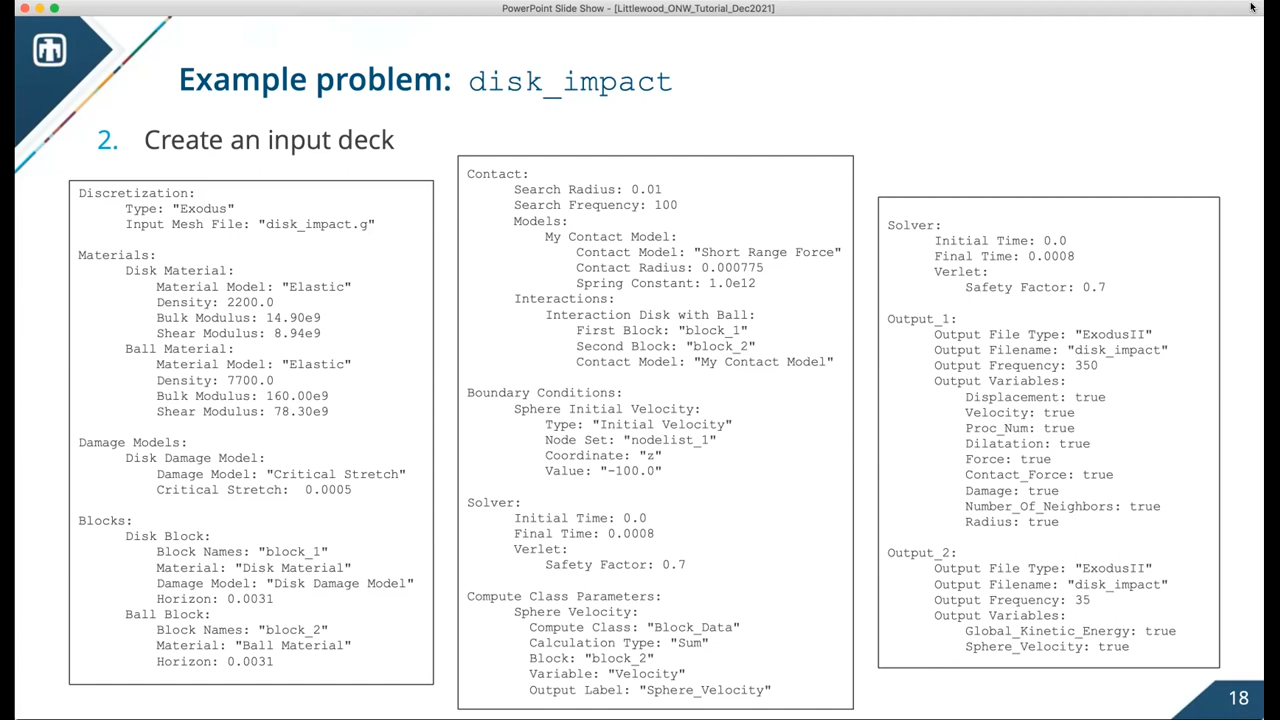 PowerPoint Slide Show - [Littlewood_ONW_Tutorial_Dec2021]
Example problem: disk_impact
2. Create an input deck
Discretization:
Type: "Exodus"
Input Mesh File: "disk_impact.g"
Materials:
Disk Material:
Material Model: "Elastic"
Density: 2200.0
Bulk Modulus: 14.90e9
Shear Modulus: 8.94e9
Ball Material:
Material Model: "Elastic"
Density: 7700.0
Bulk Modulus: 160.00e9
Shear Modulus: 78.30e9
Damage Models:
Disk Damage Model:
Damage Model: "Critical Stretch"
Critical Stretch: 0.0005
Blocks:
Disk Block:
Block Names: "block_1"
Material: "Disk Material"
Damage Model: "Disk Damage Model"
Horizon: 0.0031
Ball Block:
Block Names: "block_2"
Material: "Ball Material"
Horizon: 0.0031
Contact:
Search Radius: 0.01
Search Frequency: 100
Models:
My Contact Model:
Contact Model: "Short Range Force"
Contact Radius: 0.000775
Spring Constant: 1.0e12
Interactions:
Interaction Disk with Ball:
First Block: "block_1"
Second Block: "block_2"
Contact Model: "My Contact Model"
Boundary Conditions:
Sphere Initial Velocity:
Type: "Initial Velocity"
Node Set: "nodelist_1"
Coordinate: "z"
Value: "-100.0"
Solver:
Initial Time: 0.0
Final Time: 0.0008
Verlet:
Safety Factor: 0.7
Compute Class Parameters:
Sphere Velocity:
Compute Class: "Block_Data"
Calculation Type: "Sum"
Block: "block_2"
Variable: "Velocity"
Output Label: "Sphere_Velocity"
Solver:
Initial Time: 0.0
Final Time: 0.0008
Verlet:
Safety Factor: 0.7
Output_1:
Output File Type: "ExodusII"
Output Filename: "disk_impact"
Output Frequency: 350
Output Variables:
Displacement: true
Velocity: true
Proc_Num: true
Dilatation: true
Force: true
Contact_Force: true
Damage: true
Number_Of_Neighbors: true
Radius: true
Output_2:
Output File Type: "ExodusII"
Output Filename: "disk_impact"
Output Frequency: 35
Output Variables:
Global_Kinetic_Energy: true
Sphere_Velocity: true
18